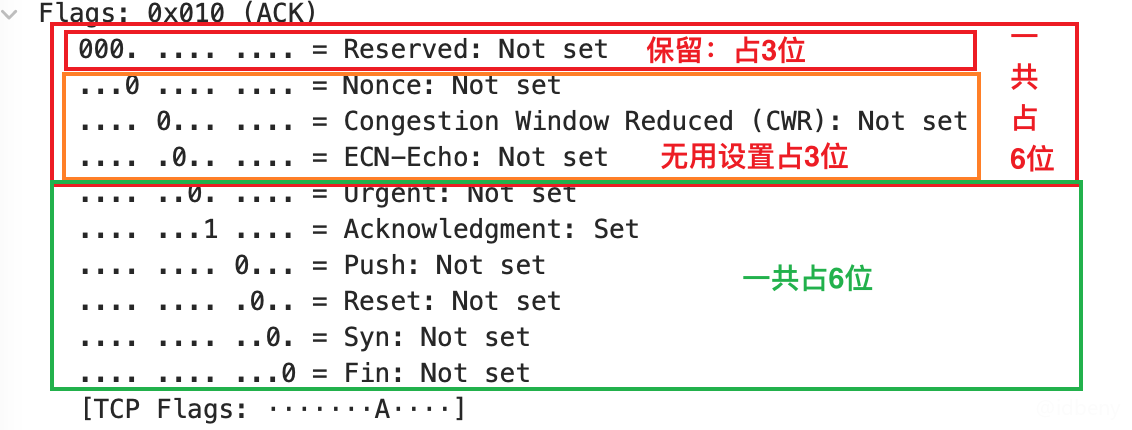 Flags: 0x010 (ACK)
000. .... .... = Reserved: Not set 保留：占3位
...0 .... .... = Nonce: Not set
.... 0... .... = Congestion Window Reduced (CWR): Not set
.... .0.. .... = ECN-Echo: Not set 无用设置占3位
一
共
占
6位
.... ..0. .... = Urgent: Not set
.... ...1 .... = Acknowledgment: Set
.... .... 0... = Push: Not set
一共占6位
.... .... .0.. = Reset: Not set
.... .... ..0. = Syn: Not set
.... .... ...0 = Fin: Not set
[TCP Flags: ·······A····]